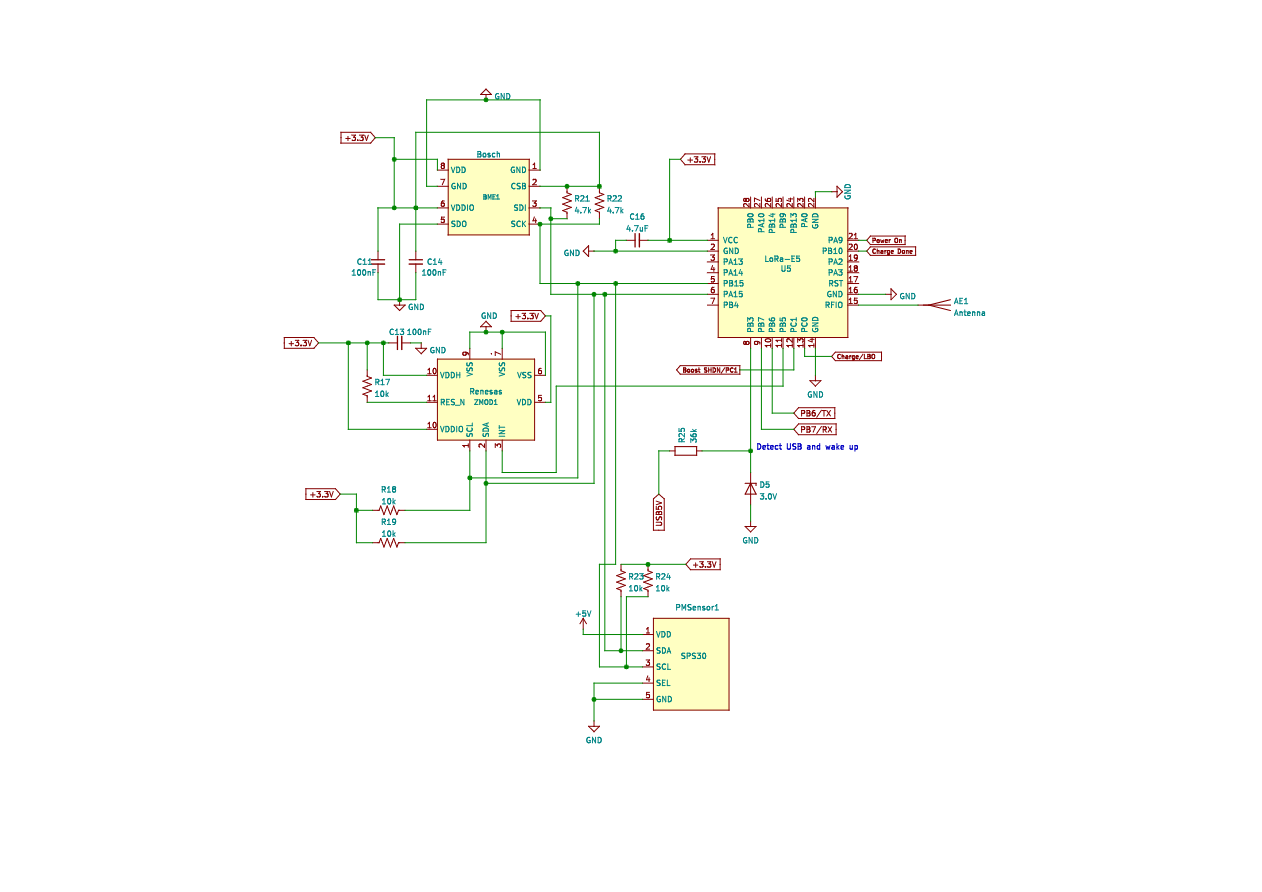 GND
+3.3V
Bosch
8 VDD
GND 1
7 GND
CSB 2
BME1
6 VDDIO
SDI 3
5 SDO
SCK 4
R21
4.7k
R22
4.7k
C11
100nF
C14
100nF
GND
+3.3V
C16
4.7uF
GND
GND
28 27 26 25 24 23 22
PB0 PA10 PB14 PB9 PB13 PA0 GND
1 VCC
2 GND
3 PA13
4 PA14
5 PB15
6 PA15
7 PB4
LoRa-E5
U5
PA9 21
PB10 20
PA2 19
PA3 18
RST 17
GND 16
RFIO 15
PB3 PB7 PB6 PB5 PC1 PC0 GND
8 9 10 11 12 13 14
Power On
Charge Done
GND
AE1
Antenna
Charge/LBO
Boost SHDN/PC1
GND
PB6/TX
PB7/RX
Detect USB and wake up
R25
36k
USB5V
D5
3.0V
GND
+3.3V
GND
+3.3V
C13 100nF
GND
R17
10k
9 7
VSS VSS
10 VDDH
VSS 6
Renesas
ZMOD1
11 RES_N
VDD 5
10 VDDIO
SCL SDA INT
1 2 3
+3.3V
R18
10k
R19
10k
+3.3V
R23
10k
R24
10k
+5V
PMSensor1
1 VDD
2 SDA
SPS30
3 SCL
4 SEL
5 GND
GND